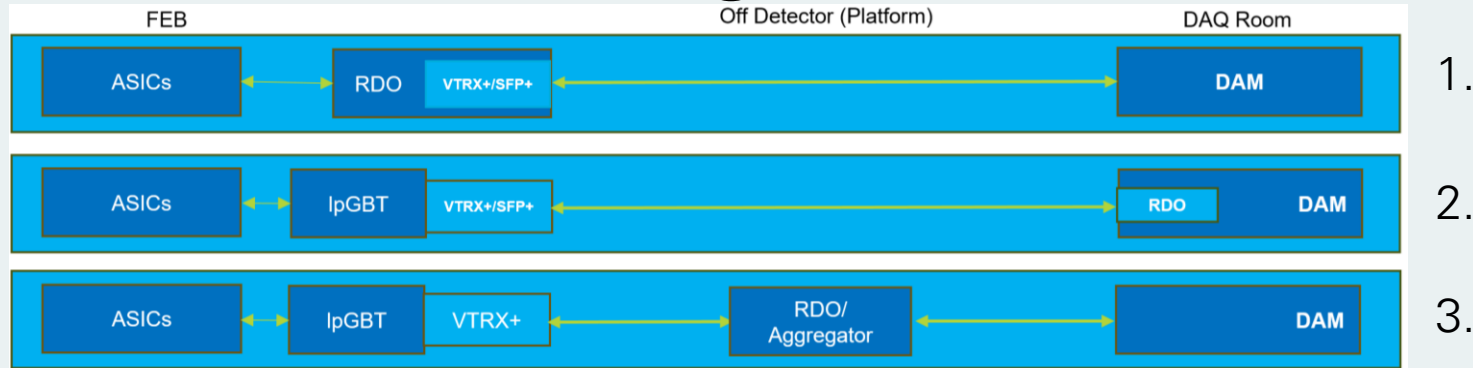 FEB
Off Detector (Platform)
DAQ Room
ASICs
RDO
VTRX+/SFP+
DAM
1.
ASICs
lpGBT
VTRX+/SFP+
RDO
DAM
2.
ASICs
lpGBT
VTRX+
RDO/
Aggregator
DAM
3.